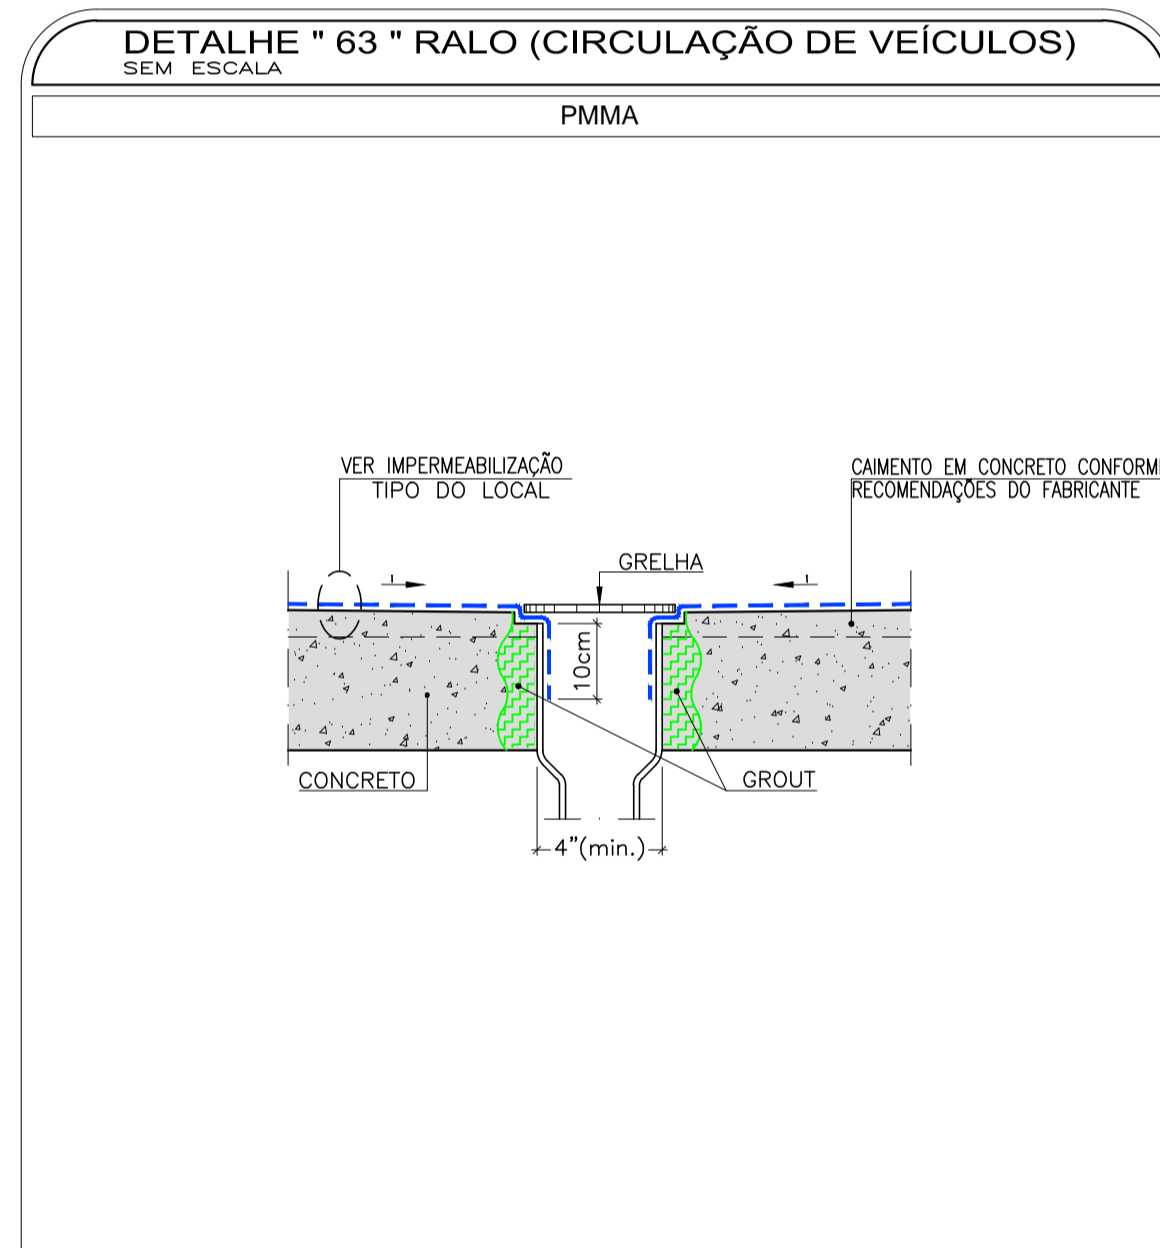 DETALHE " 63 " RALO (CIRCULAÇÃO DE VEÍCULOS)
SEM ESCALA
PMMA
VER IMPERMEABILIZAÇÃO
TIPO DO LOCAL
CAIMENTO EM CONCRETO CONFORM
RECOMENDAÇÕES DO FABRICANTE
GRELHA
i
i
10cm
CONCRETO
GROUT
4"(min.)